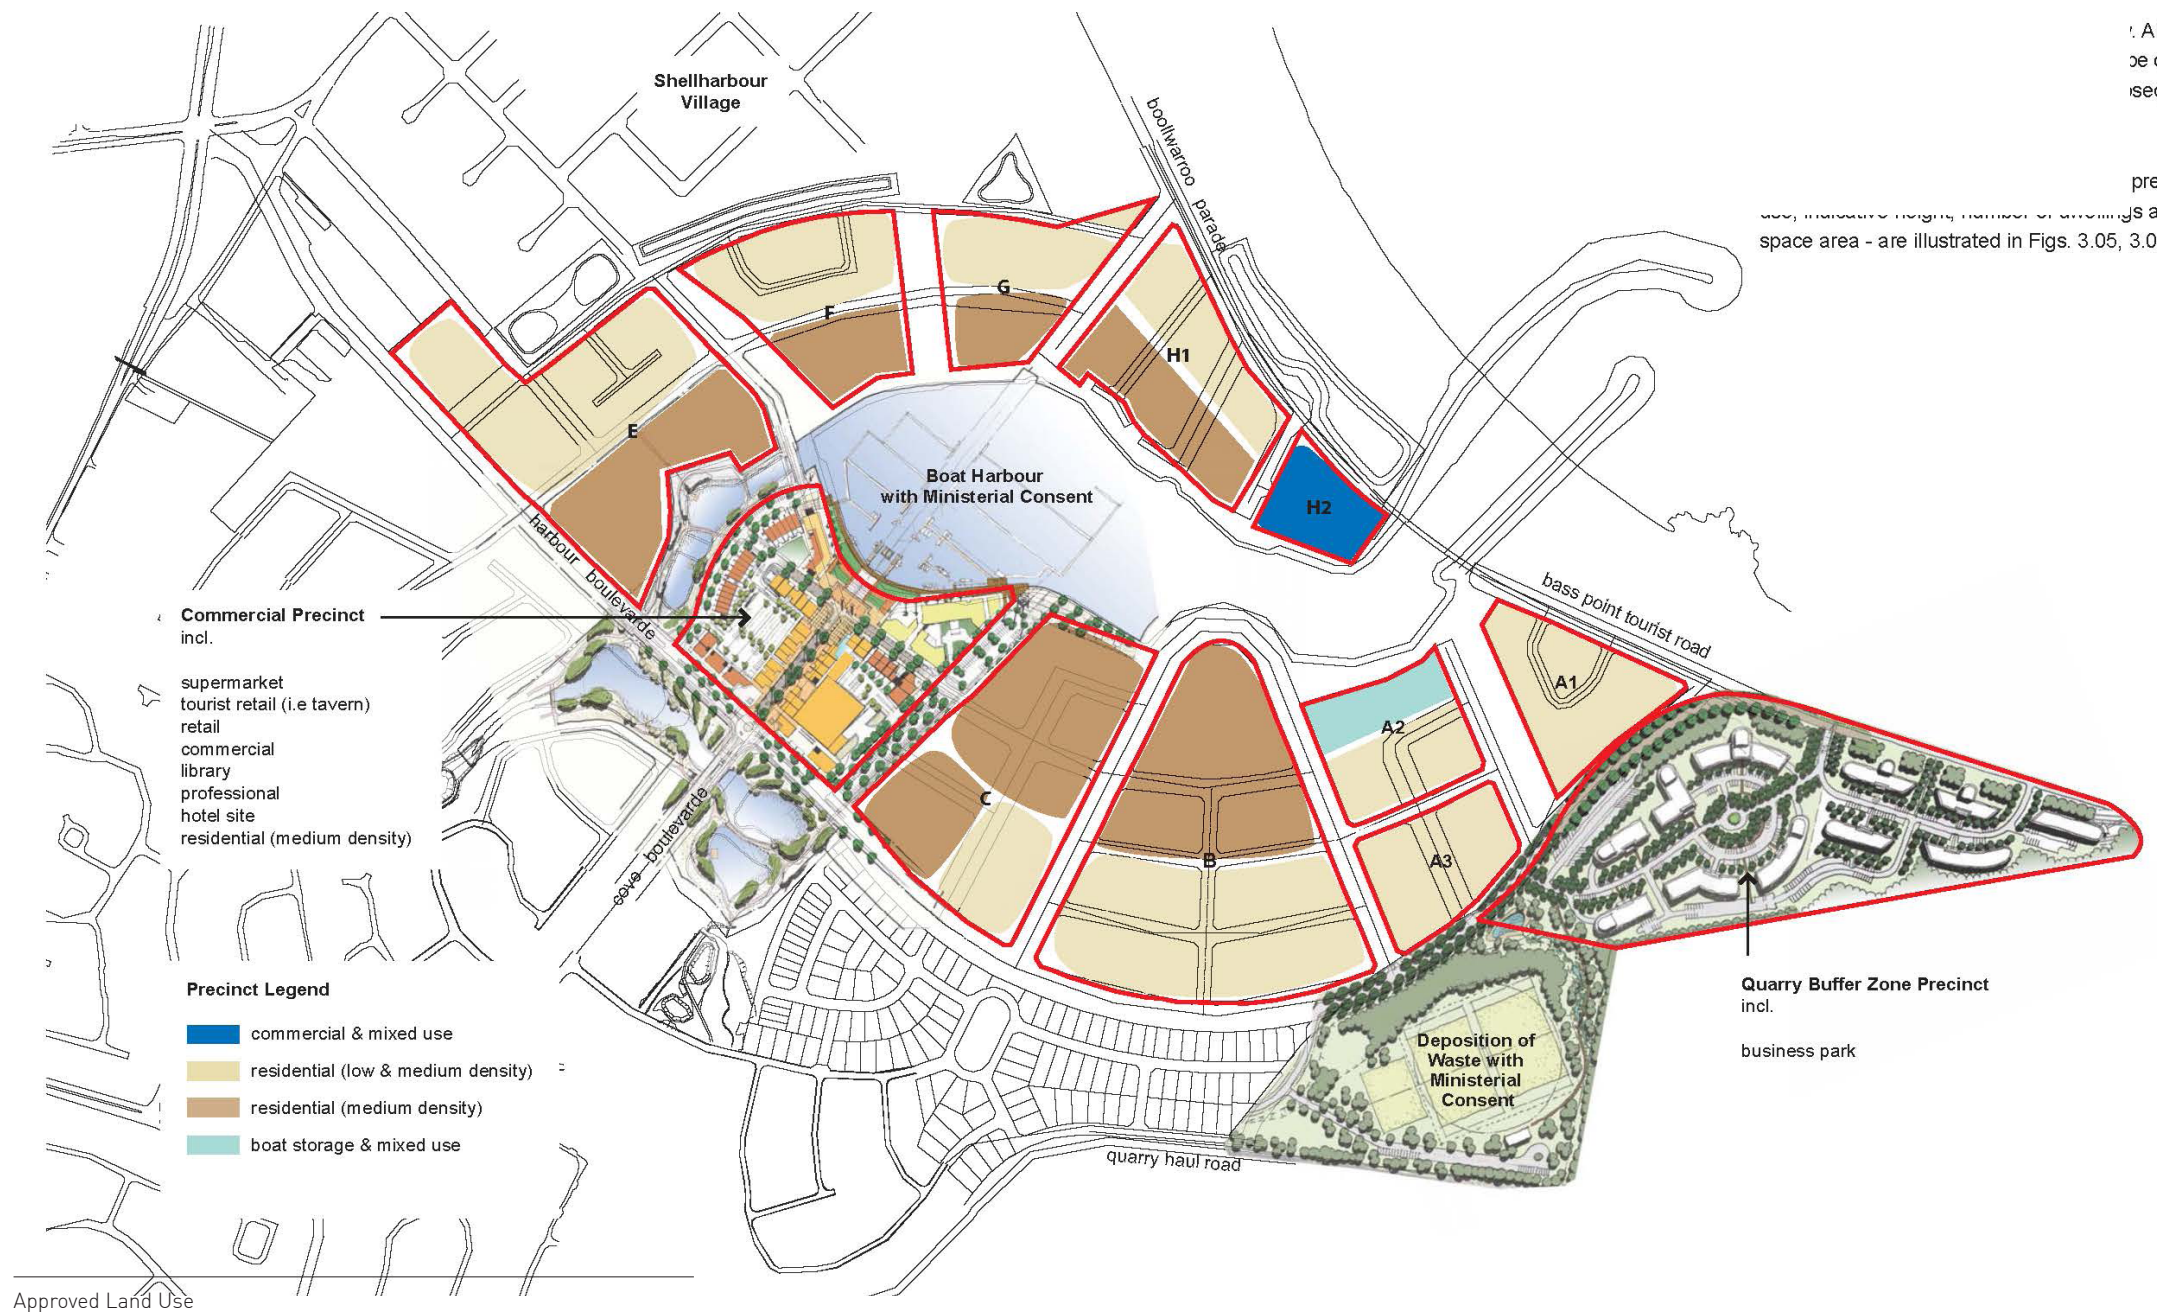 . A
pre
space area - are illustrated in Figs. 3.05, 3.0
Shellharbour
Village
boollwarroo parade
G
F
H1
E
Boat Harbour
with Ministerial Consent
H2
harbour boulevarde
bass point tourist road
Commercial Precinct
incl.
supermarket
tourist retail (i.e tavern)
retail
commercial
library
professional
hotel site
residential (medium density)
A1
A2
C
B
A3
cove boulevarde
Quarry Buffer Zone Precinct
incl.
business park
Precinct Legend
commercial & mixed use
residential (low & medium density)
residential (medium density)
boat storage & mixed use
Deposition of
Waste with
Ministerial
Consent
quarry haul road
Approved Land Use